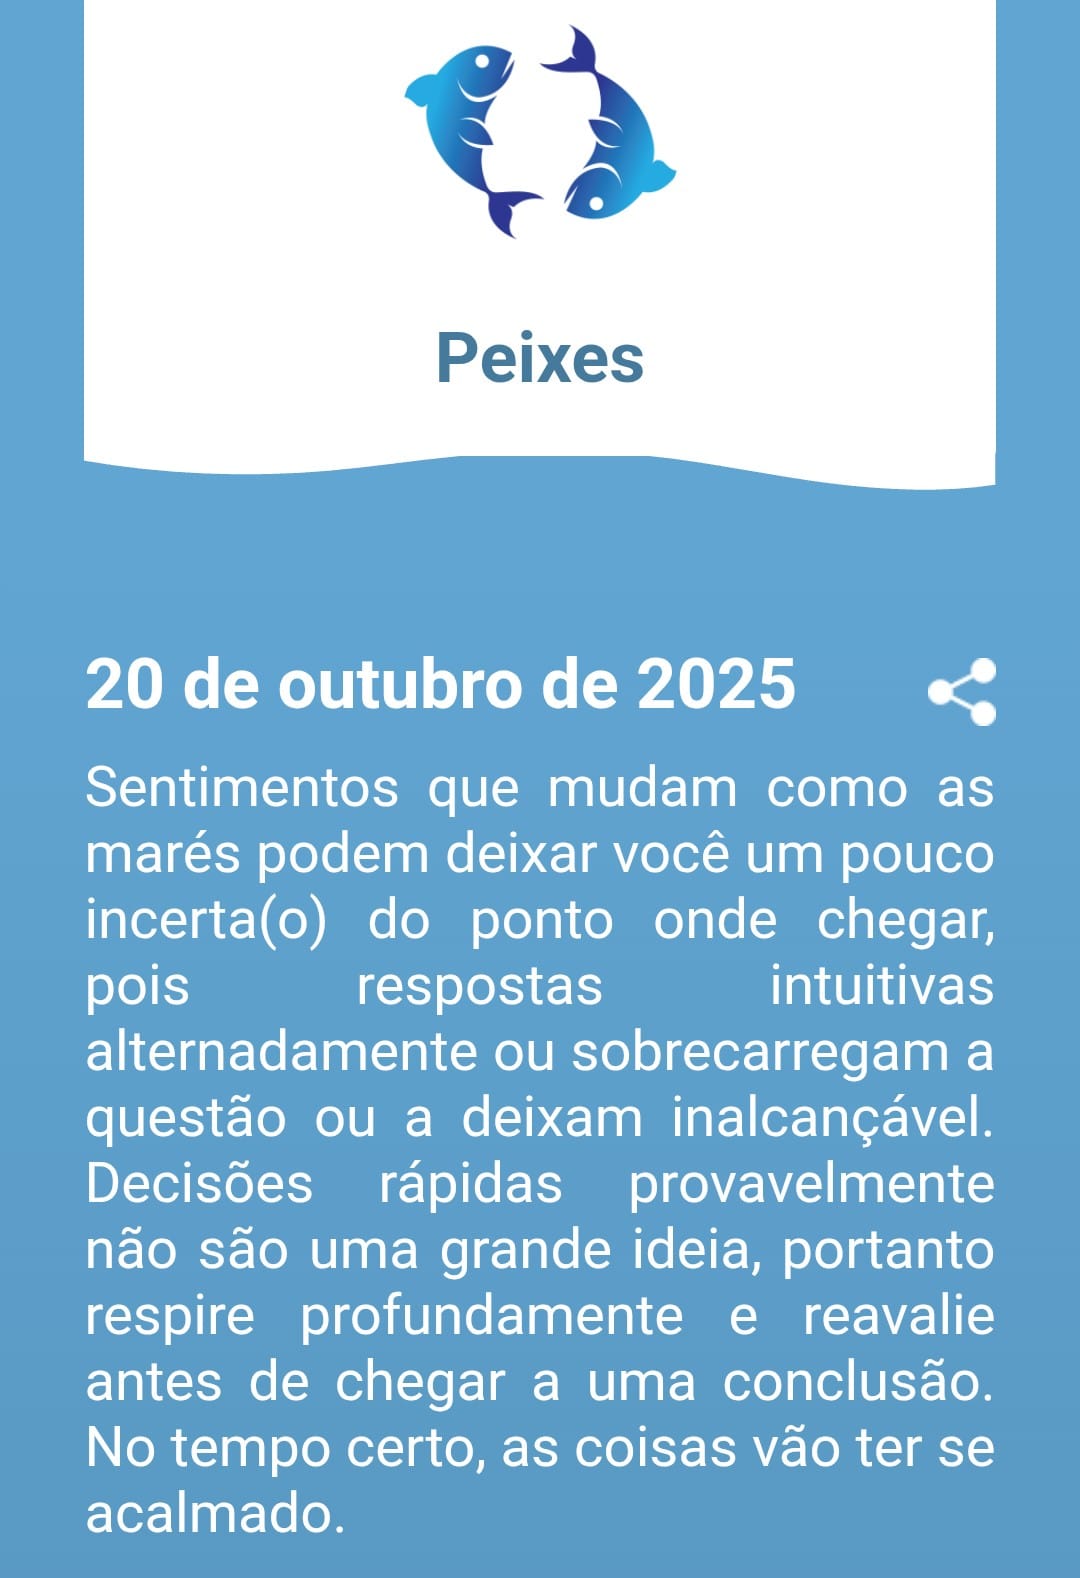 Peixes
20 de outubro de 2025
Sentimentos que mudam como as
marés podem deixar você um pouco
incerta(o) do ponto onde chegar,
pois respostas intuitivas
alternadamente ou sobrecarregam a
questão ou a deixam inalcançável.
Decisões rápidas provavelmente
não são uma grande ideia, portanto
respire profundamente e reavalie
antes de chegar a uma conclusão.
No tempo certo, as coisas vão ter se
acalmado.